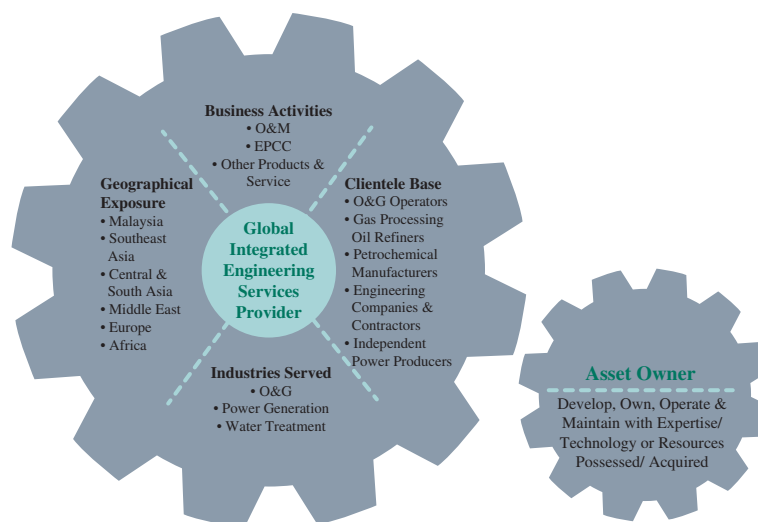 Business Activities
• O&M
• EPCC
• Other Products &
Service
Geographical
Exposure
• Malaysia
• Southeast
Asia
• Central &
South Asia
• Middle East
• Europe
• Africa
Global
Integrated
Engineering
Services
Provider
Clientele Base
• O&G Operators
• Gas Processing
Oil Refiners
• Petrochemical
Manufacturers
• Engineering
Companies &
Contractors
• Independent
Power Producers
Industries Served
• O&G
• Power Generation
• Water Treatment
Asset Owner
Develop, Own, Operate &
Maintain with Expertise/
Technology or Resources
Possessed/ Acquired